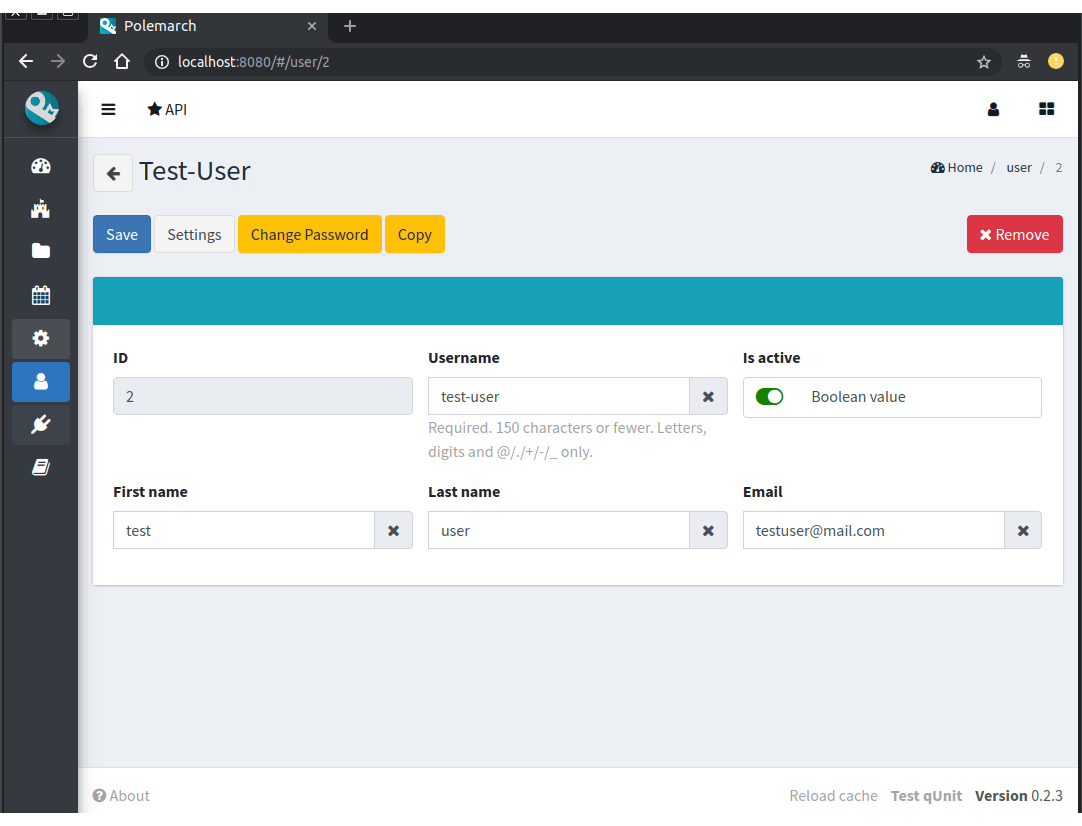 Polemarch
localhost:8080/#/user/2
API
Test-User
Home / user / 2
Save Settings Change Password Copy Remove
ID Username Is active
2 test-user Boolean value
Required. 150 characters or fewer. Letters,
digits and @/./+/-/_ only.
First name Last name Email
test user testuser@mail.com
About Reload cache Test qUnit Version 0.2.3